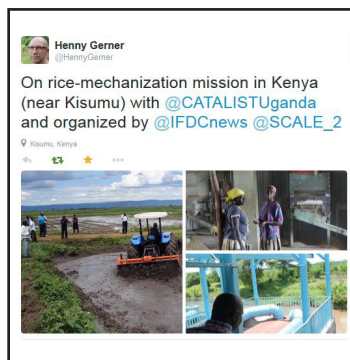 Henny Gerner
@HennyGerner
On rice-mechanization mission in Kenya
(near Kisumu) with @CATALISTUganda
and organized by @IFDCnews @SCALE_2
Kisumu, Kenya